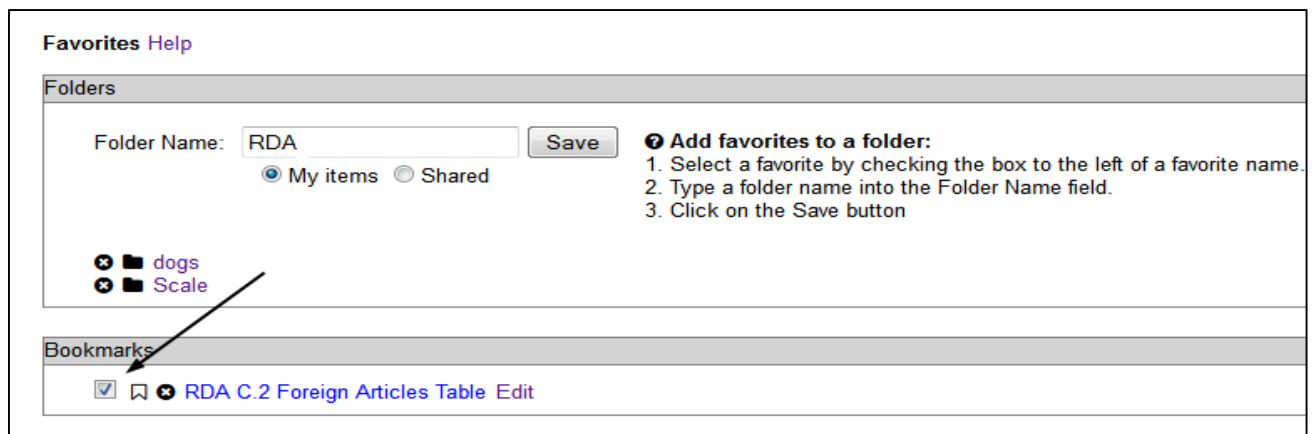 Favorites Help
Folders
Folder Name: RDA Save
My items Shared
Add favorites to a folder:
1. Select a favorite by checking the box to the left of a favorite name.
2. Type a folder name into the Folder Name field.
3. Click on the Save button
dogs
Scale
Bookmarks
RDA C.2 Foreign Articles Table Edit